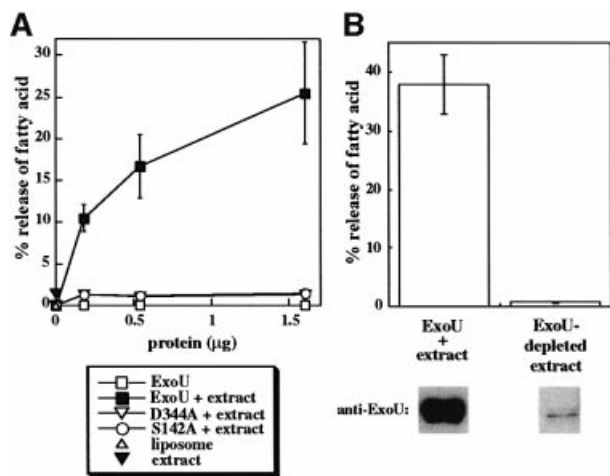 A
% release of fatty acid
30
25
20
15
10
5
0
0 0.5 1 1.5
protein (µg)
ExoU
ExoU + extract
D344A + extract
S142A + extract
liposome
extract
B
% release of fatty acid
40
30
20
10
0
ExoU
+
extract
ExoU-
depleted
extract
anti-ExoU: